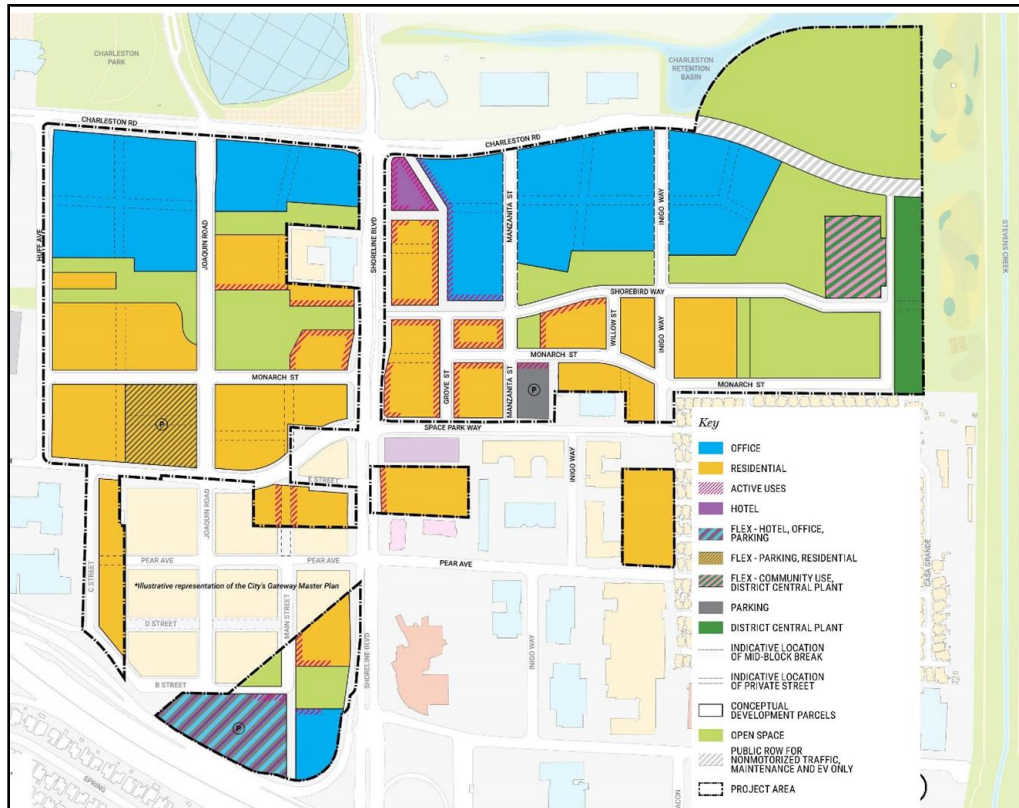 CHARLESTON
PARK
CHARLESTON
RETENTION
BASIN
CHARLESTON RD
CHARLESTON RD
HUFF AVE
JOAQUIN ROAD
SHORELINE BLVD
MANZANITA ST
INIGO WAY
STEVENS CREEK
SHOREBIRD WAY
WILLOW ST
INIGO WAY
MONARCH ST
MONARCH ST
MONARCH ST
GROVE ST
MANZANITA ST
P
P
SPACE PARK WAY
F STREET
JOAQUIN ROAD
INIGO WAY
PEAR AVE
PEAR AVE
PEAR AVE
*Illustrative representation of the City's Gateway Master Plan
C STREET
D STREET
MAIN STREET
SHORELINE BLVD
INIGO WAY
B STREET
P
SPRING
CASA GRANDE
ACON
Key
OFFICE
RESIDENTIAL
ACTIVE USES
HOTEL
FLEX - HOTEL, OFFICE,
PARKING
FLEX - PARKING, RESIDENTIAL
FLEX - COMMUNITY USE,
DISTRICT CENTRAL PLANT
PARKING
DISTRICT CENTRAL PLANT
INDICATIVE LOCATION
OF MID-BLOCK BREAK
INDICATIVE LOCATION
OF PRIVATE STREET
CONCEPTUAL
DEVELOPMENT PARCELS
OPEN SPACE
PUBLIC ROW FOR
NONMOTORIZED TRAFFIC,
MAINTENANCE AND EV ONLY
PROJECT AREA